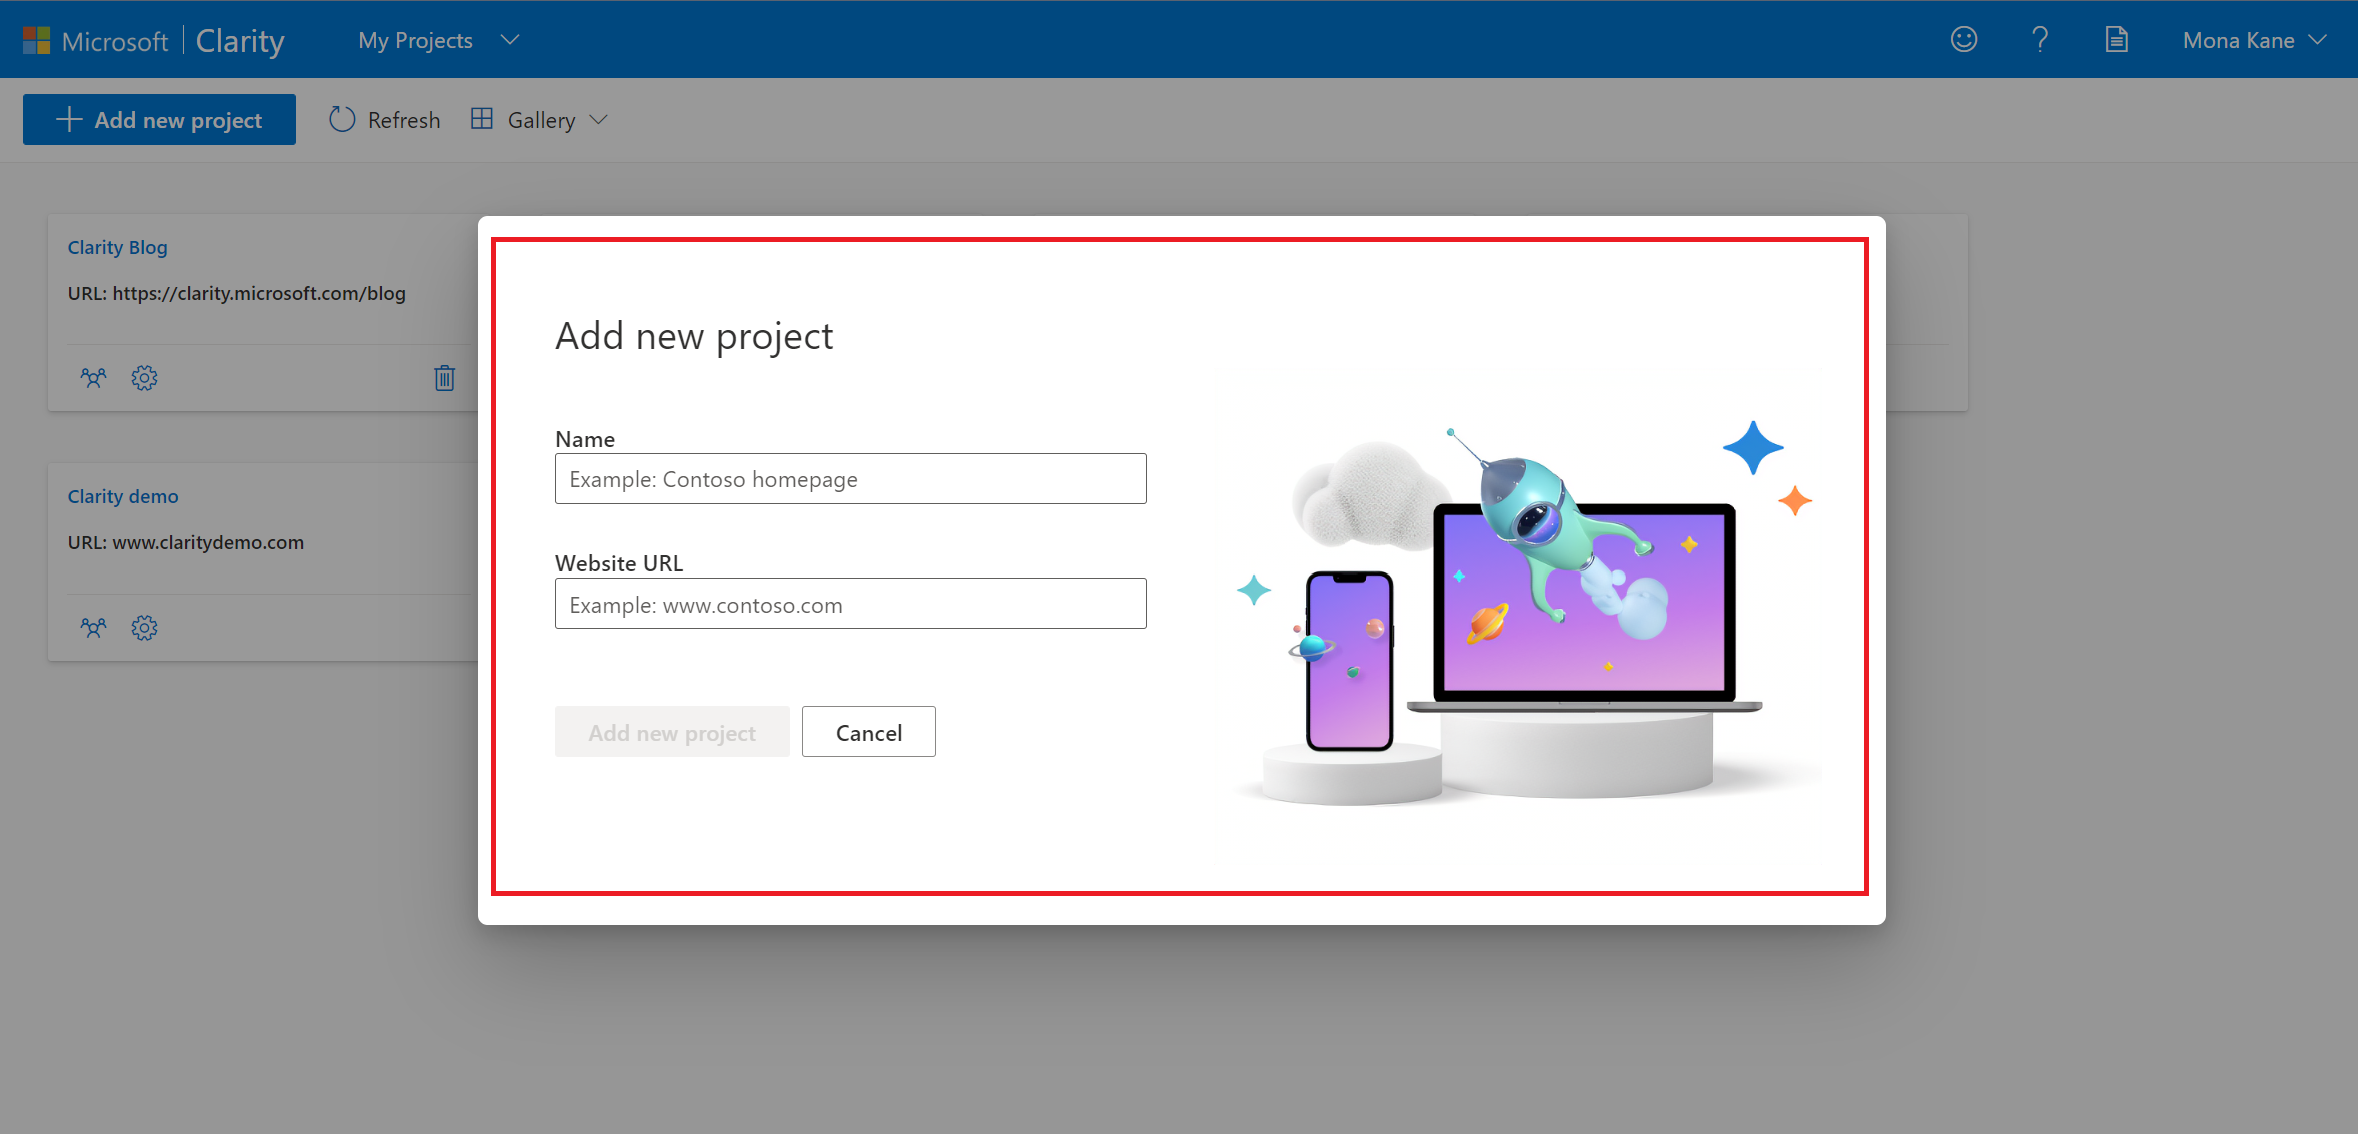 Microsoft | Clarity
My Projects
Mona Kane
Add new project
Refresh
Gallery
Clarity Blog
URL: https://clarity.microsoft.com/blog
Clarity demo
URL: www.claritydemo.com
Add new project
Name
Example: Contoso homepage
Website URL
Example: www.contoso.com
Add new project
Cancel